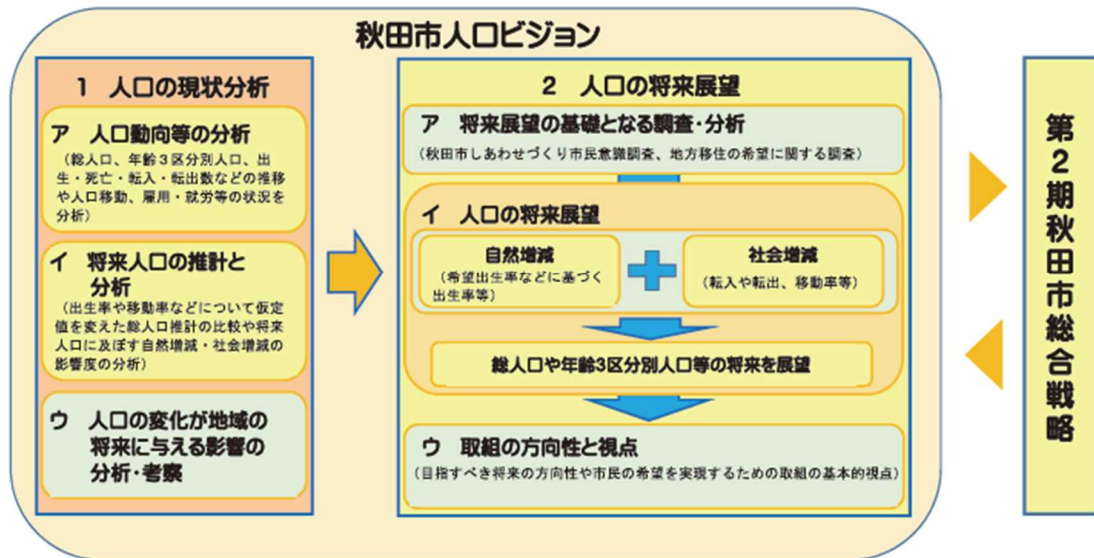 秋田市人口ビジョン
1 人口の現状分析
ア 人口動向等の分析
(総人口、年齢3区分別人口、出
生・死亡・転入・転出数などの推移
や人口移動、雇用・就労等の状況を
分析)
イ 将来人口の推計と
分析
(出生率や移動率などについて仮定
値を変えた総人口推計の比較や将来
人口に及ぼす自然増減・社会増減の
影響度の分析)
ウ 人口の変化が地域の
将来に与える影響の
分析・考察
2 人口の将来展望
ア 将来展望の基礎となる調査・分析
(秋田市しあわせづくり市民意識調査、地方移住の希望に関する調査)
イ 人口の将来展望
自然増減
(希望出生率などに基づく
出生率等)
社会増減
(転入や転出、移動率等)
総人口や年齢3区分別人口等の将来を展望
ウ 取組の方向性と視点
(目指すべき将来の方向性や市民の希望を実現するための取組の基本的視点)
第2期秋田市総合戦略